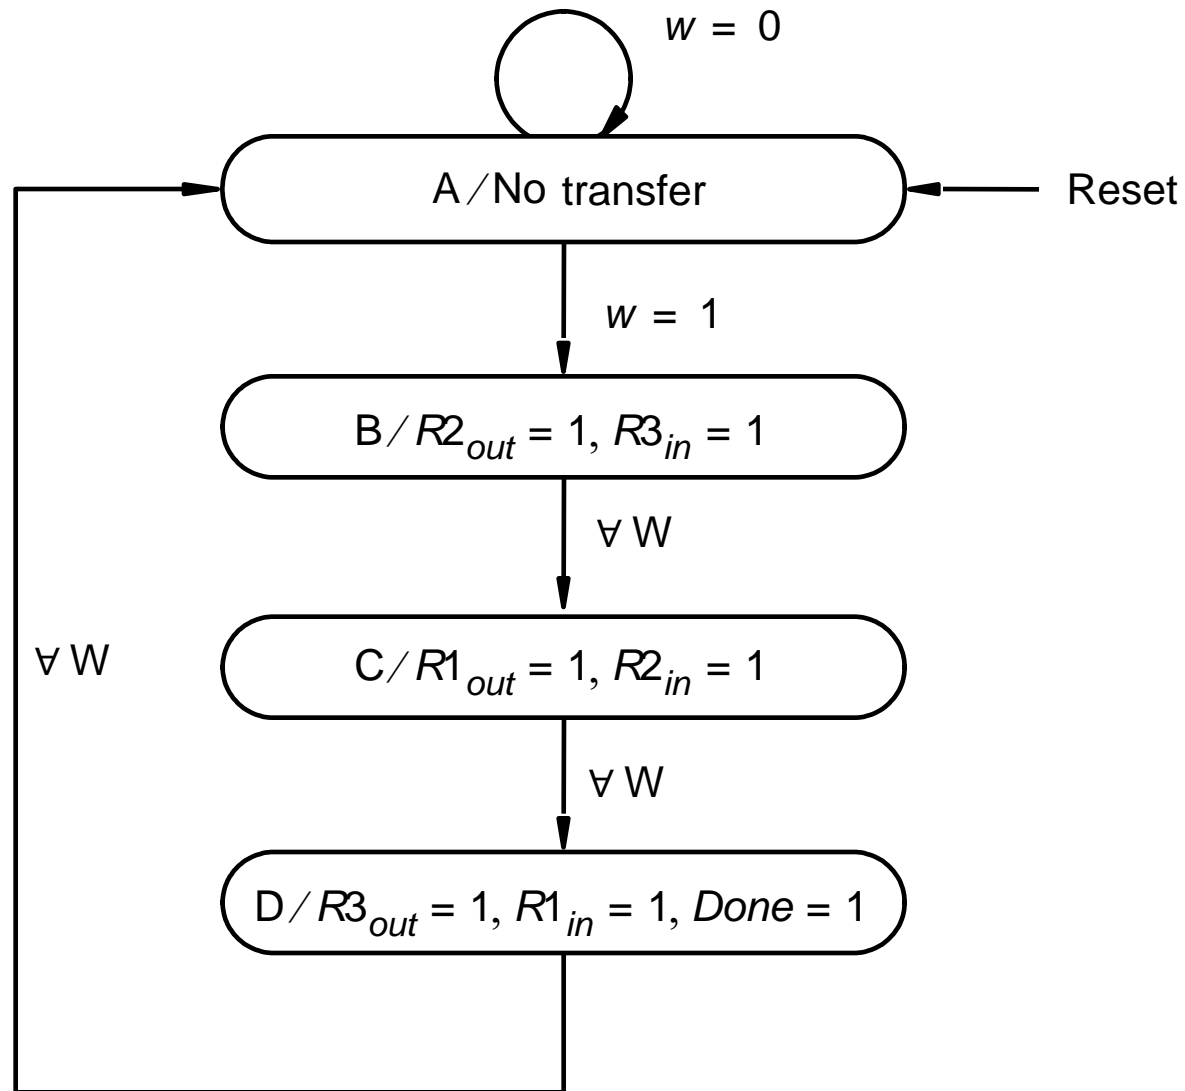 w = 0
A/No transfer
Reset
w = 1
B/R2out = 1, R3in = 1
∀ W
C/R1out = 1, R2in = 1
∀ W
∀ W
D/R3out = 1, R1in = 1, Done = 1